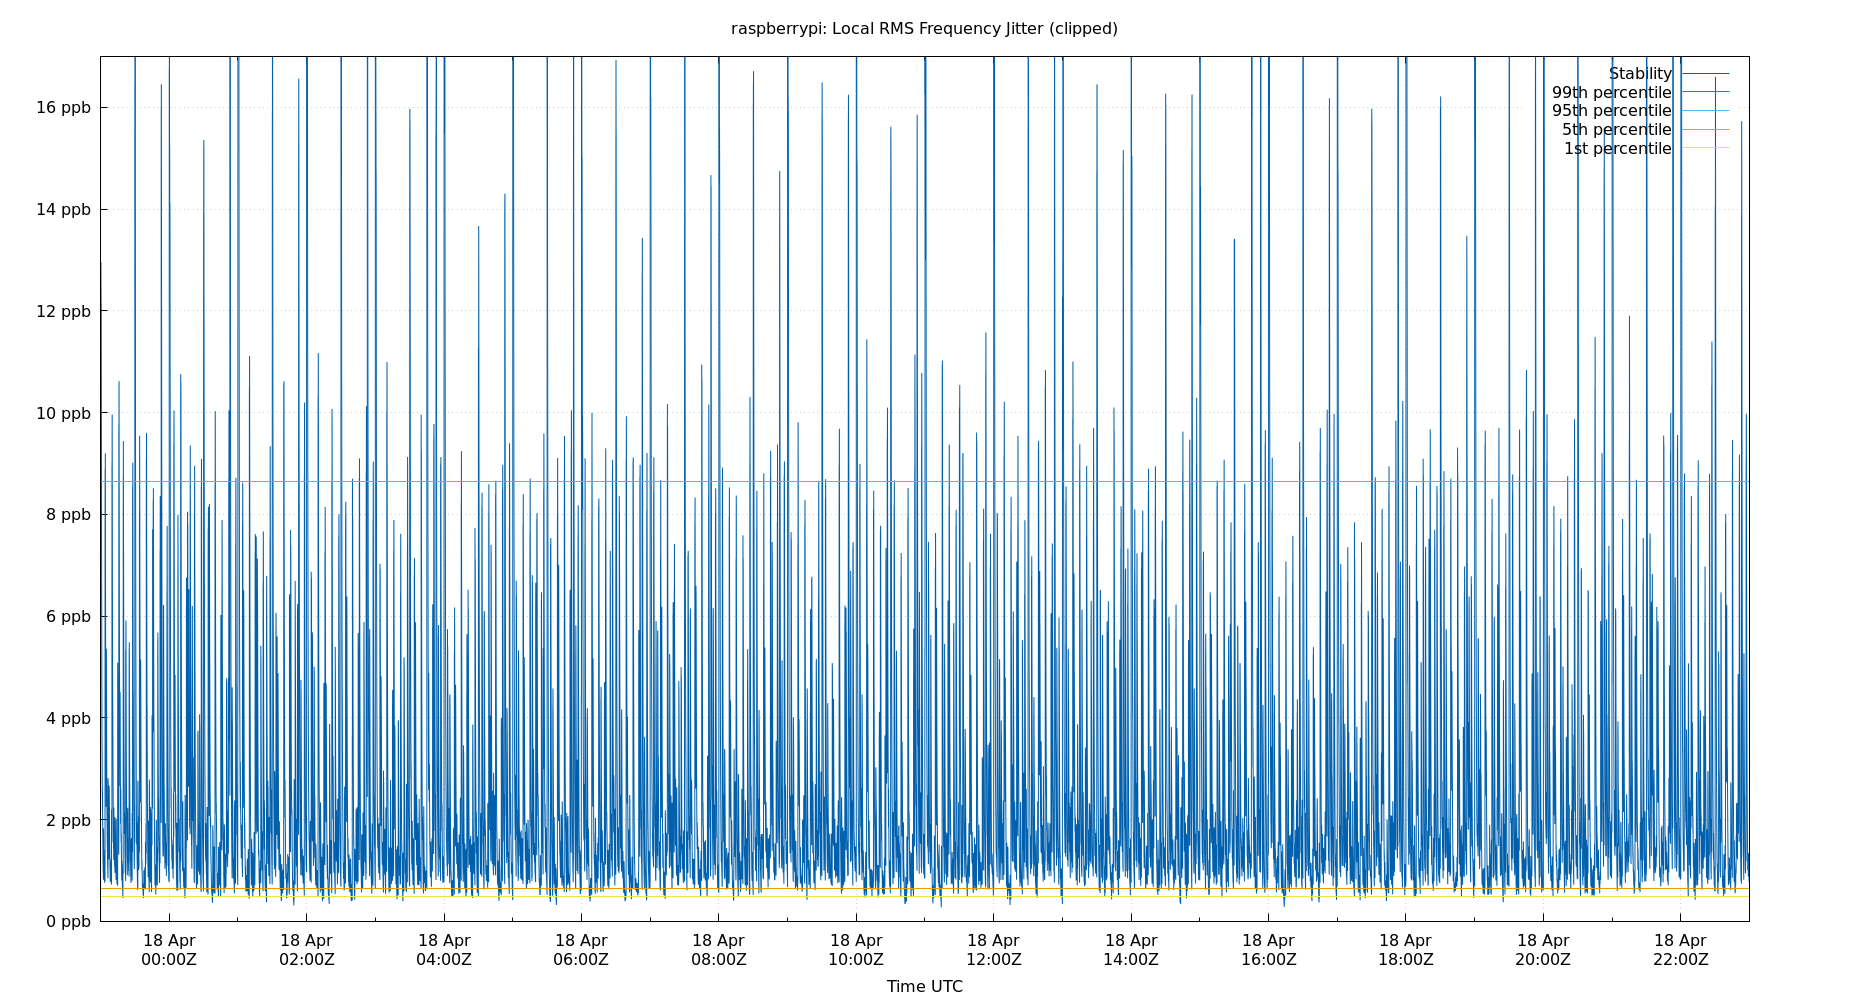 raspberrypi: Local RMS Frequency Jitter (clipped)
Stability
99th percentile
95th percentile
5th percentile
1st percentile
16 ppb
14 ppb
12 ppb
10 ppb
8 ppb
6 ppb
4 ppb
2 ppb
0 ppb
18 Apr 18 Apr 18 Apr 18 Apr 18 Apr 18 Apr 18 Apr 18 Apr 18 Apr 18 Apr 18 Apr 18 Apr
00:00Z 02:00Z 04:00Z 06:00Z 08:00Z 10:00Z 12:00Z 14:00Z 16:00Z 18:00Z 20:00Z 22:00Z
Time UTC